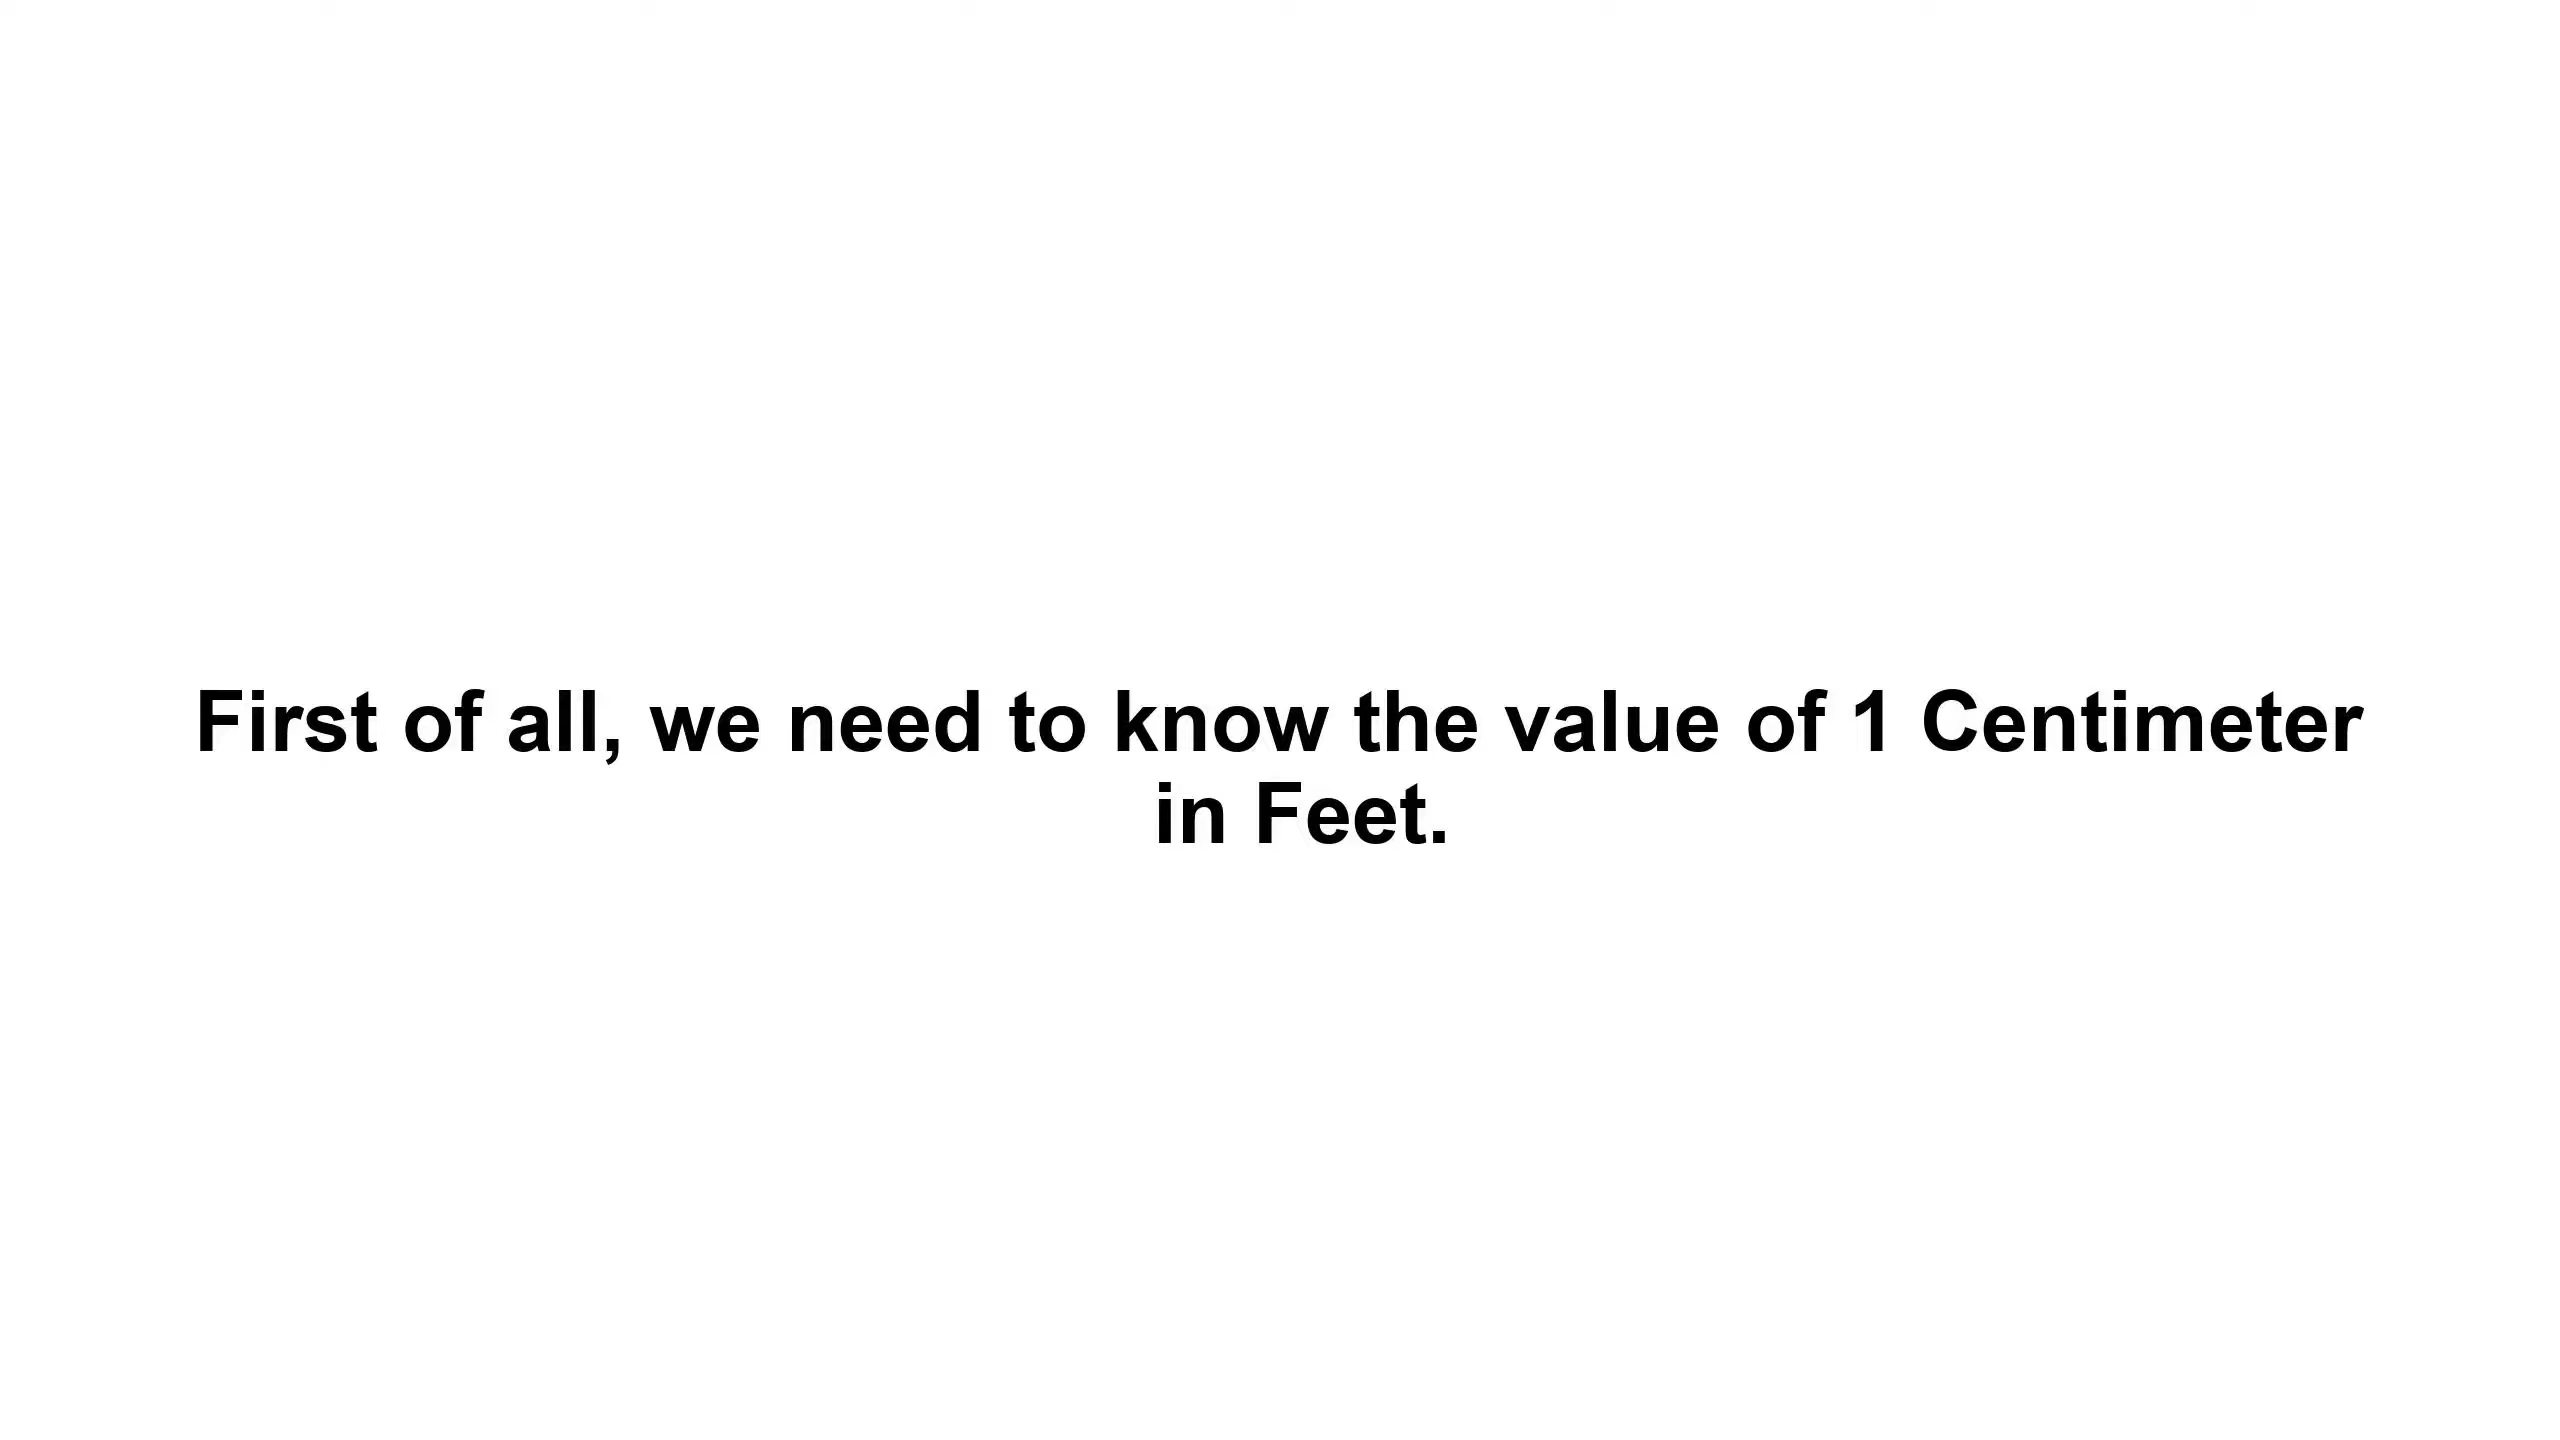 First of all, we need to know the value of 1 Centimeter
in Feet.